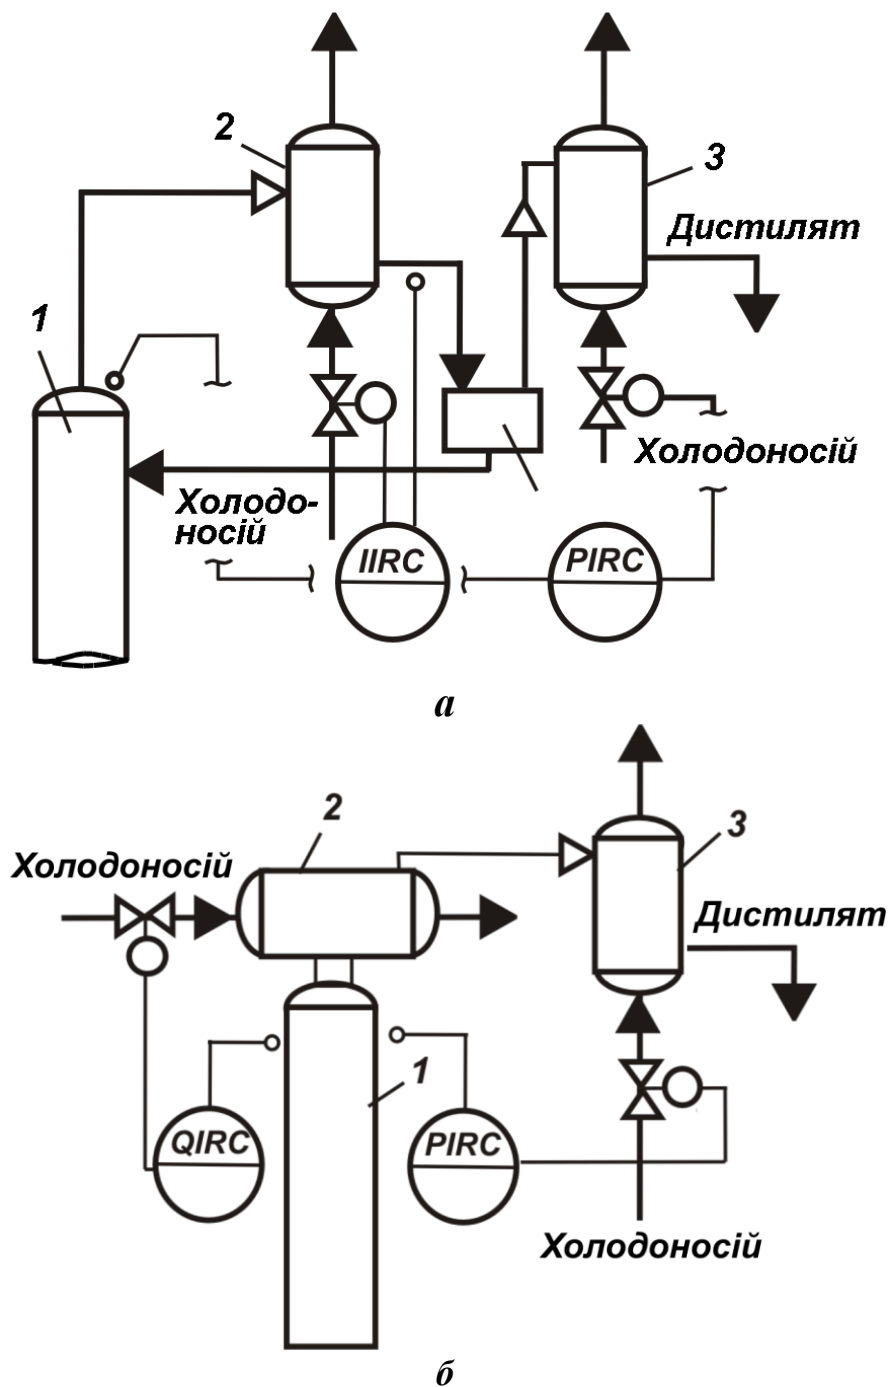 2
3
Дистилят
1
Холодоносій
Холодо-
носій
IIRC
PIRC
а
2
3
Холодоносій
Дистилят
1
QIRC
PIRC
Холодоносій
б